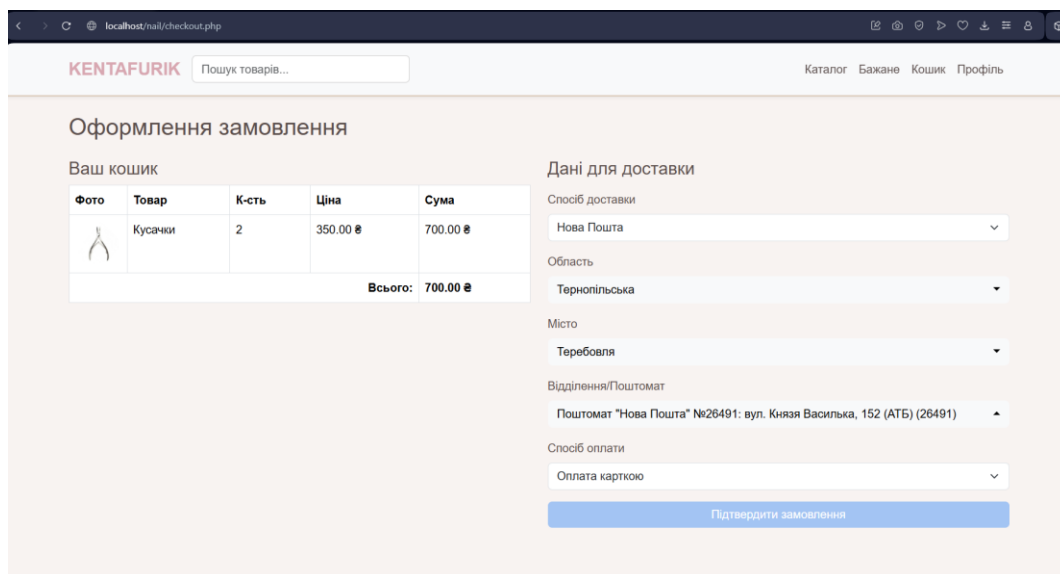 localhost/nail/checkout.php
KENTAFURIK
Пошук товарів...
Каталог Бажане Кошик Профіль
Оформлення замовлення
Ваш кошик
Фото Товар К-сть Ціна Сума
Кусачки 2 350.00 ₴ 700.00 ₴
Всього: 700.00 ₴
Дані для доставки
Спосіб доставки
Нова Пошта
Область
Тернопільська
Місто
Теребовля
Відділення/Поштомат
Поштомат "Нова Пошта" №26491: вул. Князя Василька, 152 (АТБ) (26491)
Спосіб оплати
Оплата карткою
Підтвердити замовлення